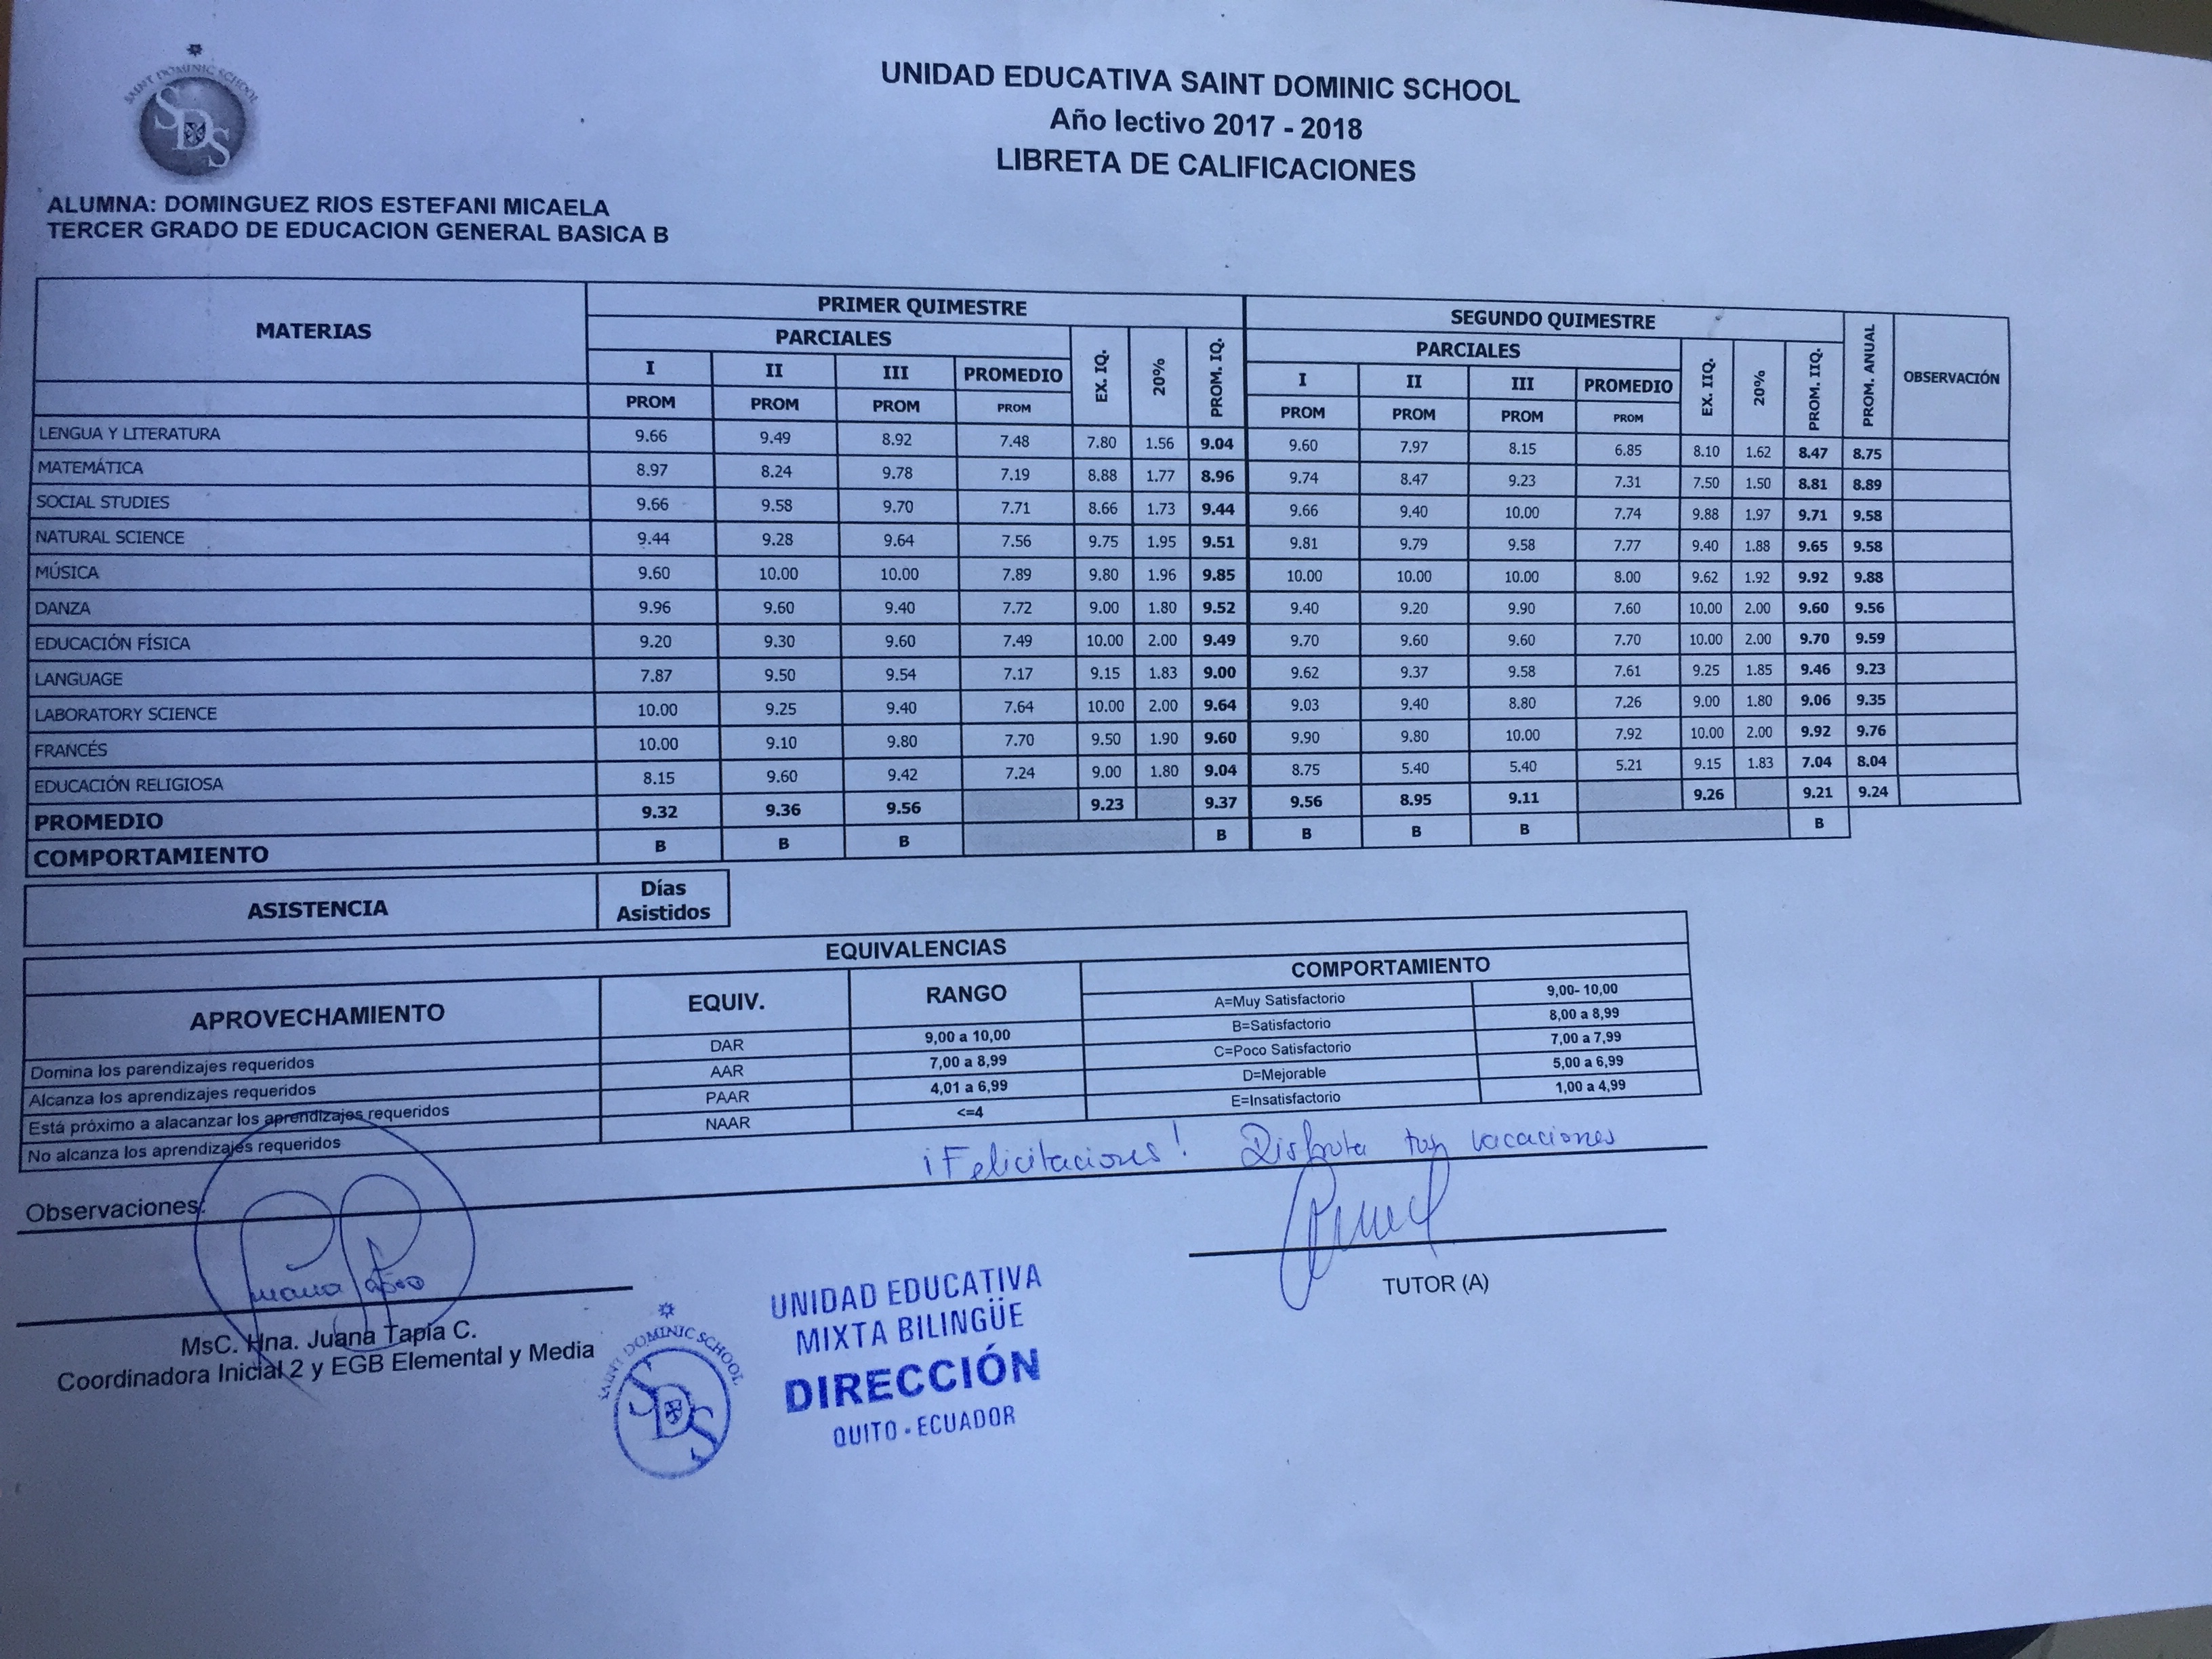 SAINT DOMINIC SCHOOL
SDS
UNIDAD EDUCATIVA SAINT DOMINIC SCHOOL
Año lectivo 2017 - 2018
LIBRETA DE CALIFICACIONES
ALUMNA: DOMINGUEZ RIOS ESTEFANI MICAELA
TERCER GRADO DE EDUCACION GENERAL BASICA B
MATERIAS PRIMER QUIMESTRE SEGUNDO QUIMESTRE PROM. ANUAL OBSERVACIÓN
PARCIALES EX. IQ. 20% PROM. IQ. PARCIALES EX. IIQ. 20% PROM. IIQ.
I II III PROMEDIO I II III PROMEDIO
PROM PROM PROM PROM PROM PROM PROM PROM
LENGUA Y LITERATURA 9.66 9.49 8.92 7.48 7.80 1.56 9.04 9.60 7.97 8.15 6.85 8.10 1.62 8.47 8.75
MATEMÁTICA 8.97 8.24 9.78 7.19 8.88 1.77 8.96 9.74 8.47 9.23 7.31 7.50 1.50 8.81 8.89
SOCIAL STUDIES 9.66 9.58 9.70 7.71 8.66 1.73 9.44 9.66 9.40 10.00 7.74 9.88 1.97 9.71 9.58
NATURAL SCIENCE 9.44 9.28 9.64 7.56 9.75 1.95 9.51 9.81 9.79 9.58 7.77 9.40 1.88 9.65 9.58
MÚSICA 9.60 10.00 10.00 7.89 9.80 1.96 9.85 10.00 10.00 10.00 8.00 9.62 1.92 9.92 9.88
DANZA 9.96 9.60 9.40 7.72 9.00 1.80 9.52 9.40 9.20 9.90 7.60 10.00 2.00 9.60 9.56
EDUCACIÓN FÍSICA 9.20 9.30 9.60 7.49 10.00 2.00 9.49 9.70 9.60 9.60 7.70 10.00 2.00 9.70 9.59
LANGUAGE 7.87 9.50 9.54 7.17 9.15 1.83 9.00 9.62 9.37 9.58 7.61 9.25 1.85 9.46 9.23
LABORATORY SCIENCE 10.00 9.25 9.40 7.64 10.00 2.00 9.64 9.03 9.40 8.80 7.26 9.00 1.80 9.06 9.35
FRANCÉS 10.00 9.10 9.80 7.70 9.50 1.90 9.60 9.90 9.80 10.00 7.92 10.00 2.00 9.92 9.76
EDUCACIÓN RELIGIOSA 8.15 9.60 9.42 7.24 9.00 1.80 9.04 8.75 5.40 5.40 5.21 9.15 1.83 7.04 8.04
PROMEDIO 9.32 9.36 9.56 9.23 9.37 9.56 8.95 9.11 9.26 9.21 9.24
COMPORTAMIENTO B B B B B B B B
ASISTENCIA Días Asistidos
EQUIVALENCIAS
APROVECHAMIENTO EQUIV. RANGO COMPORTAMIENTO
Domina los parendizajes requeridos DAR 9,00 a 10,00 A=Muy Satisfactorio 9,00- 10,00
Alcanza los aprendizajes requeridos AAR 7,00 a 8,99 B=Satisfactorio 8,00 a 8,99
Está próximo a alacanzar los aprendizajes requeridos PAAR 4,01 a 6,99 C=Poco Satisfactorio 7,00 a 7,99
No alcanza los aprendizajes requeridos NAAR <=4 D=Mejorable 5,00 a 6,99
E=Insatisfactorio 1,00 a 4,99
Observaciones: ¡Felicitaciones! Disfruta tus vacaciones
Juana Tapia
MsC. Hna. Juana Tapia C.
Coordinadora Inicial 2 y EGB Elemental y Media
TUTOR (A)
SAINT DOMINIC SCHOOL
SDS
UNIDAD EDUCATIVA
MIXTA BILINGÜE
DIRECCIÓN
QUITO - ECUADOR